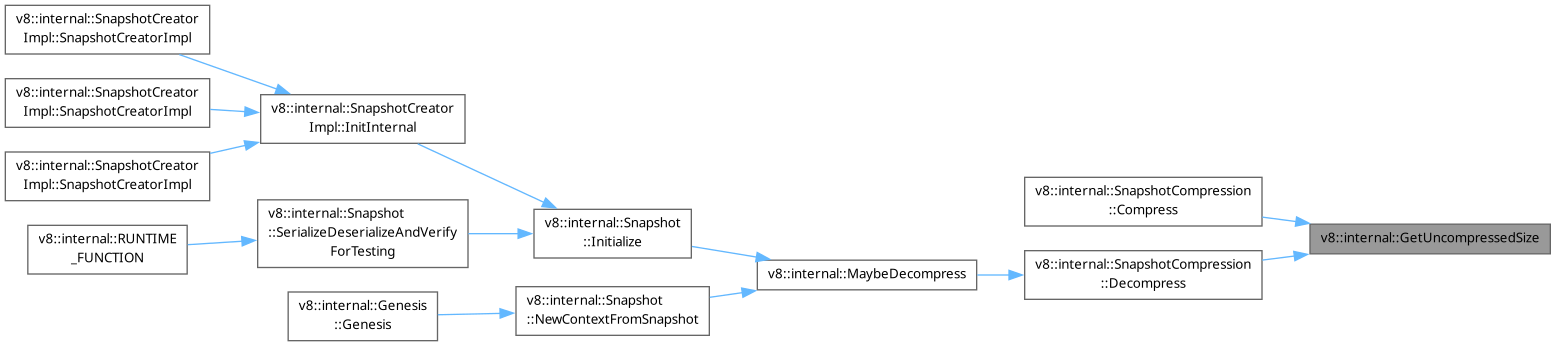 v8::internal::SnapshotCreator
Impl::SnapshotCreatorImpl
v8::internal::SnapshotCreator
Impl::SnapshotCreatorImpl
v8::internal::SnapshotCreator
Impl::SnapshotCreatorImpl
v8::internal::RUNTIME
_FUNCTION
v8::internal::SnapshotCreator
Impl::InitInternal
v8::internal::Snapshot
::SerializeDeserializeAndVerify
ForTesting
v8::internal::Genesis
::Genesis
v8::internal::Snapshot
::Initialize
v8::internal::Snapshot
::NewContextFromSnapshot
v8::internal::MaybeDecompress
v8::internal::SnapshotCompression
::Compress
v8::internal::SnapshotCompression
::Decompress
v8::internal::GetUncompressedSize